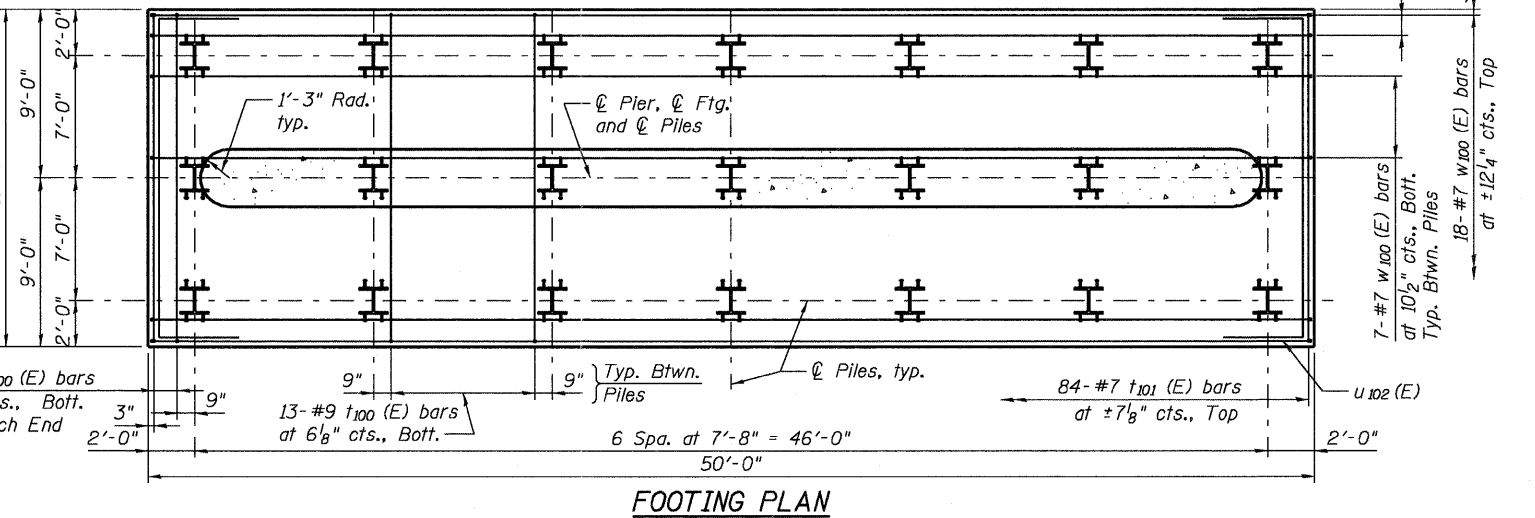 2'-0"
9'-0"
7'-0"
9'-0"
7'-0"
2'-0"
1'-3" Rad.
typ.
℄ Pier, ℄ Ftg.
and ℄ Piles
7-#7 w100 (E) bars
at 10½" cts., Bott.
Typ. Btwn. Piles
18-#7 w100 (E) bars
at ±12¼" cts., Top
(E) bars
Bott.
End
3"
9"
9"
13-#9 t100 (E) bars
at 6⅛" cts., Bott.
9"
Typ. Btwn.
Piles
℄ Piles, typ.
84-#7 t101 (E) bars
at ±7⅛" cts., Top
u102 (E)
2'-0"
6 Spa. at 7'-8" = 46'-0"
2'-0"
50'-0"
FOOTING PLAN